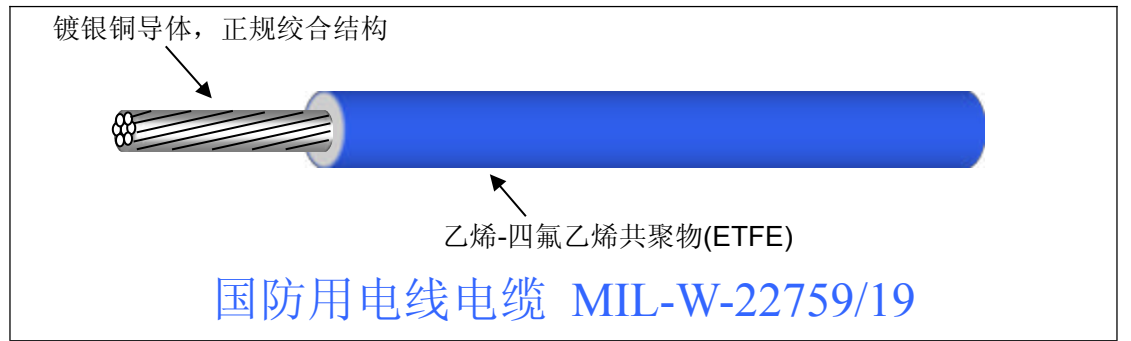 镀银铜导体，正规绞合结构
乙烯-四氟乙烯共聚物(ETFE)
国防用电线电缆 MIL-W-22759/19